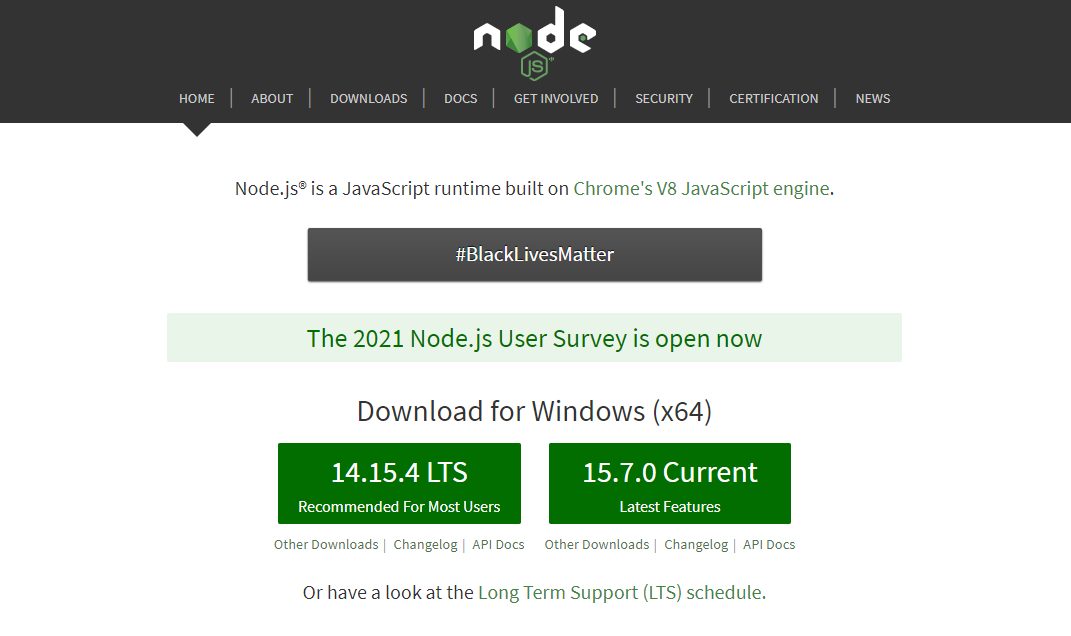 node
JS®
HOME | ABOUT | DOWNLOADS | DOCS | GET INVOLVED | SECURITY | CERTIFICATION | NEWS
Node.js® is a JavaScript runtime built on Chrome's V8 JavaScript engine.
#BlackLivesMatter
The 2021 Node.js User Survey is open now
Download for Windows (x64)
14.15.4 LTS 15.7.0 Current
Recommended For Most Users Latest Features
Other Downloads | Changelog | API Docs Other Downloads | Changelog | API Docs
Or have a look at the Long Term Support (LTS) schedule.